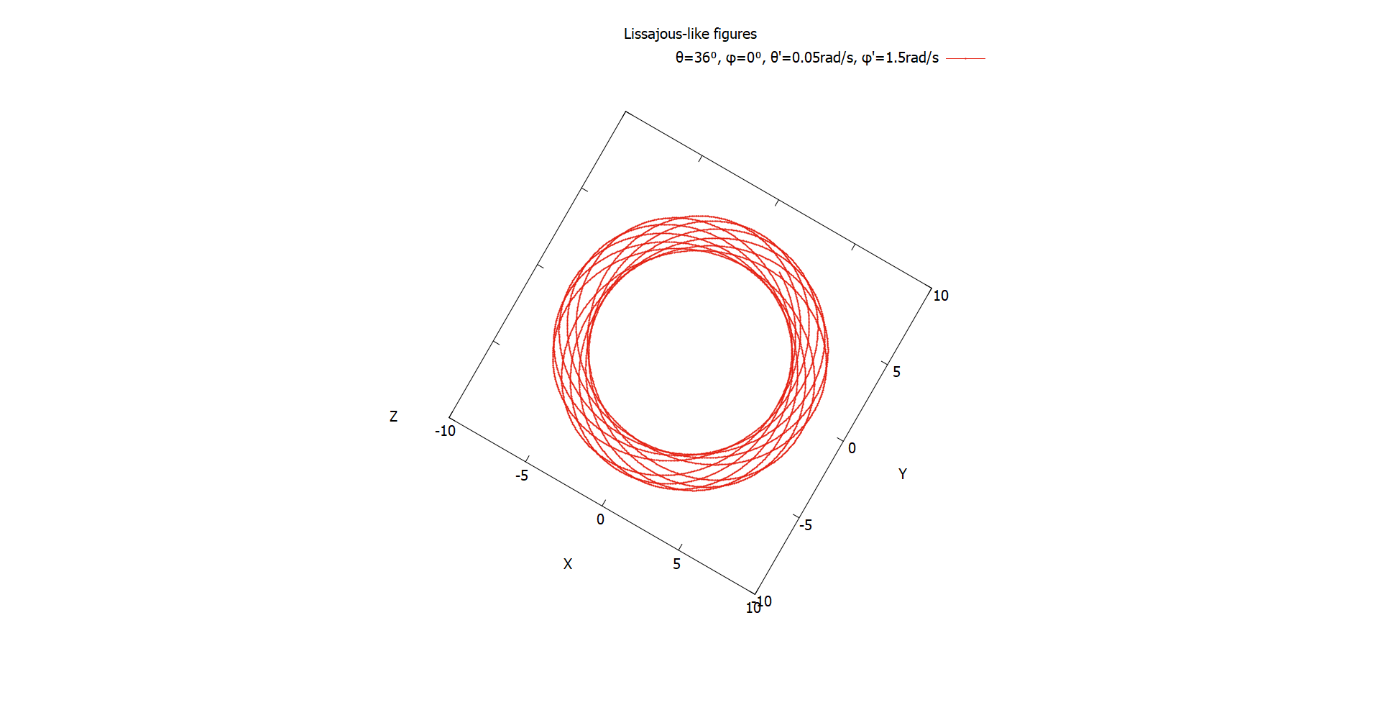 Lissajous-like figures
θ=36º, φ=0º, θ'=0.05rad/s, φ'=1.5rad/s
10
5
Z
-10
0
Y
-5
-5
0
X
5
10
-10